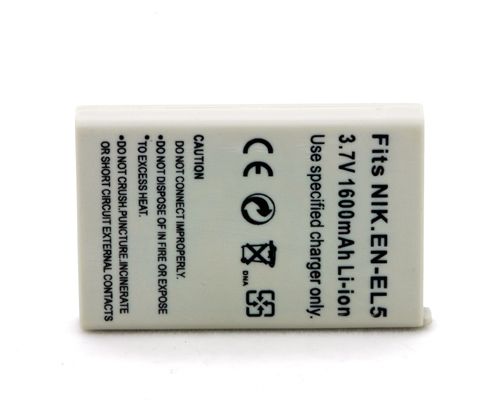 Fits NIK.EN-EL5
3.7V 1600mAh Li-ion
Use specified charger only.
CE
DNA
CAUTION
DO NOT CONNECT IMPROPERLY.
•DO NOT DISPOSE OF IN FIRE OR EXPOSE
TO EXCESS HEAT.
•DO NOT CRUSH,PUNCTURE,INCINERATE
OR SHORT CIRCUIT EXTERNAL CONTACTS